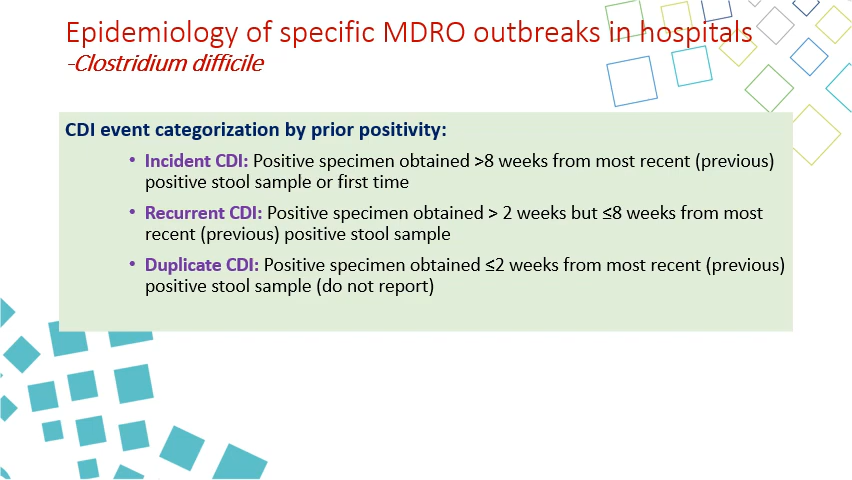 Epidemiology of specific MDRO outbreaks in hospitals
-Clostridium difficile
CDI event categorization by prior positivity:
• Incident CDI: Positive specimen obtained >8 weeks from most recent (previous)
positive stool sample or first time
• Recurrent CDI: Positive specimen obtained > 2 weeks but ≤8 weeks from most
recent (previous) positive stool sample
• Duplicate CDI: Positive specimen obtained ≤2 weeks from most recent (previous)
positive stool sample (do not report)